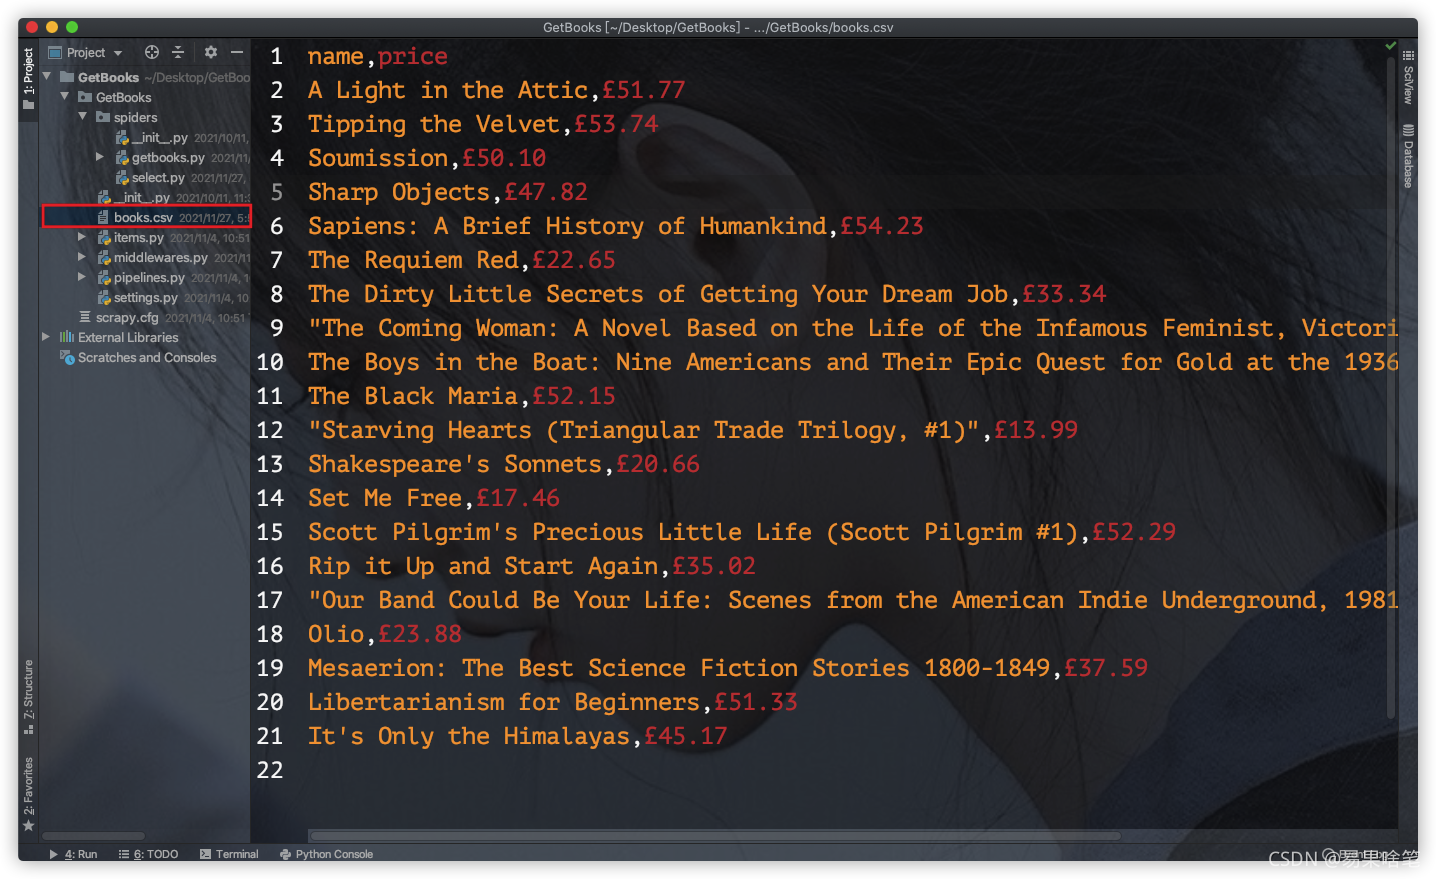 GetBooks [~/Desktop/GetBooks] - .../GetBooks/books.csv
1: Project
Project
GetBooks ~/Desktop/GetBoo
GetBooks
spiders
__init__.py 2021/10/11,
getbooks.py 2021/11/
select.py 2021/11/27,
__init__.py 2021/10/11, 11:
books.csv 2021/11/27, 5:
items.py 2021/11/4, 10:51
middlewares.py 2021/11
pipelines.py 2021/11/4, 1
settings.py 2021/11/4, 10
scrapy.cfg 2021/11/4, 10:51
External Libraries
Scratches and Consoles
1 name,price
2 A Light in the Attic,£51.77
3 Tipping the Velvet,£53.74
4 Soumission,£50.10
5 Sharp Objects,£47.82
6 Sapiens: A Brief History of Humankind,£54.23
7 The Requiem Red,£22.65
8 The Dirty Little Secrets of Getting Your Dream Job,£33.34
9 "The Coming Woman: A Novel Based on the Life of the Infamous Feminist, Victori
10 The Boys in the Boat: Nine Americans and Their Epic Quest for Gold at the 1936
11 The Black Maria,£52.15
12 "Starving Hearts (Triangular Trade Trilogy, #1)",£13.99
13 Shakespeare's Sonnets,£20.66
14 Set Me Free,£17.46
15 Scott Pilgrim's Precious Little Life (Scott Pilgrim #1),£52.29
16 Rip it Up and Start Again,£35.02
17 "Our Band Could Be Your Life: Scenes from the American Indie Underground, 1981
18 Olio,£23.88
19 Mesaerion: The Best Science Fiction Stories 1800-1849,£37.59
20 Libertarianism for Beginners,£51.33
21 It's Only the Himalayas,£45.17
22
SciView
Database
Z: Structure
2: Favorites
4: Run
6: TODO
Terminal
Python Console
CSDN @易果啥笔